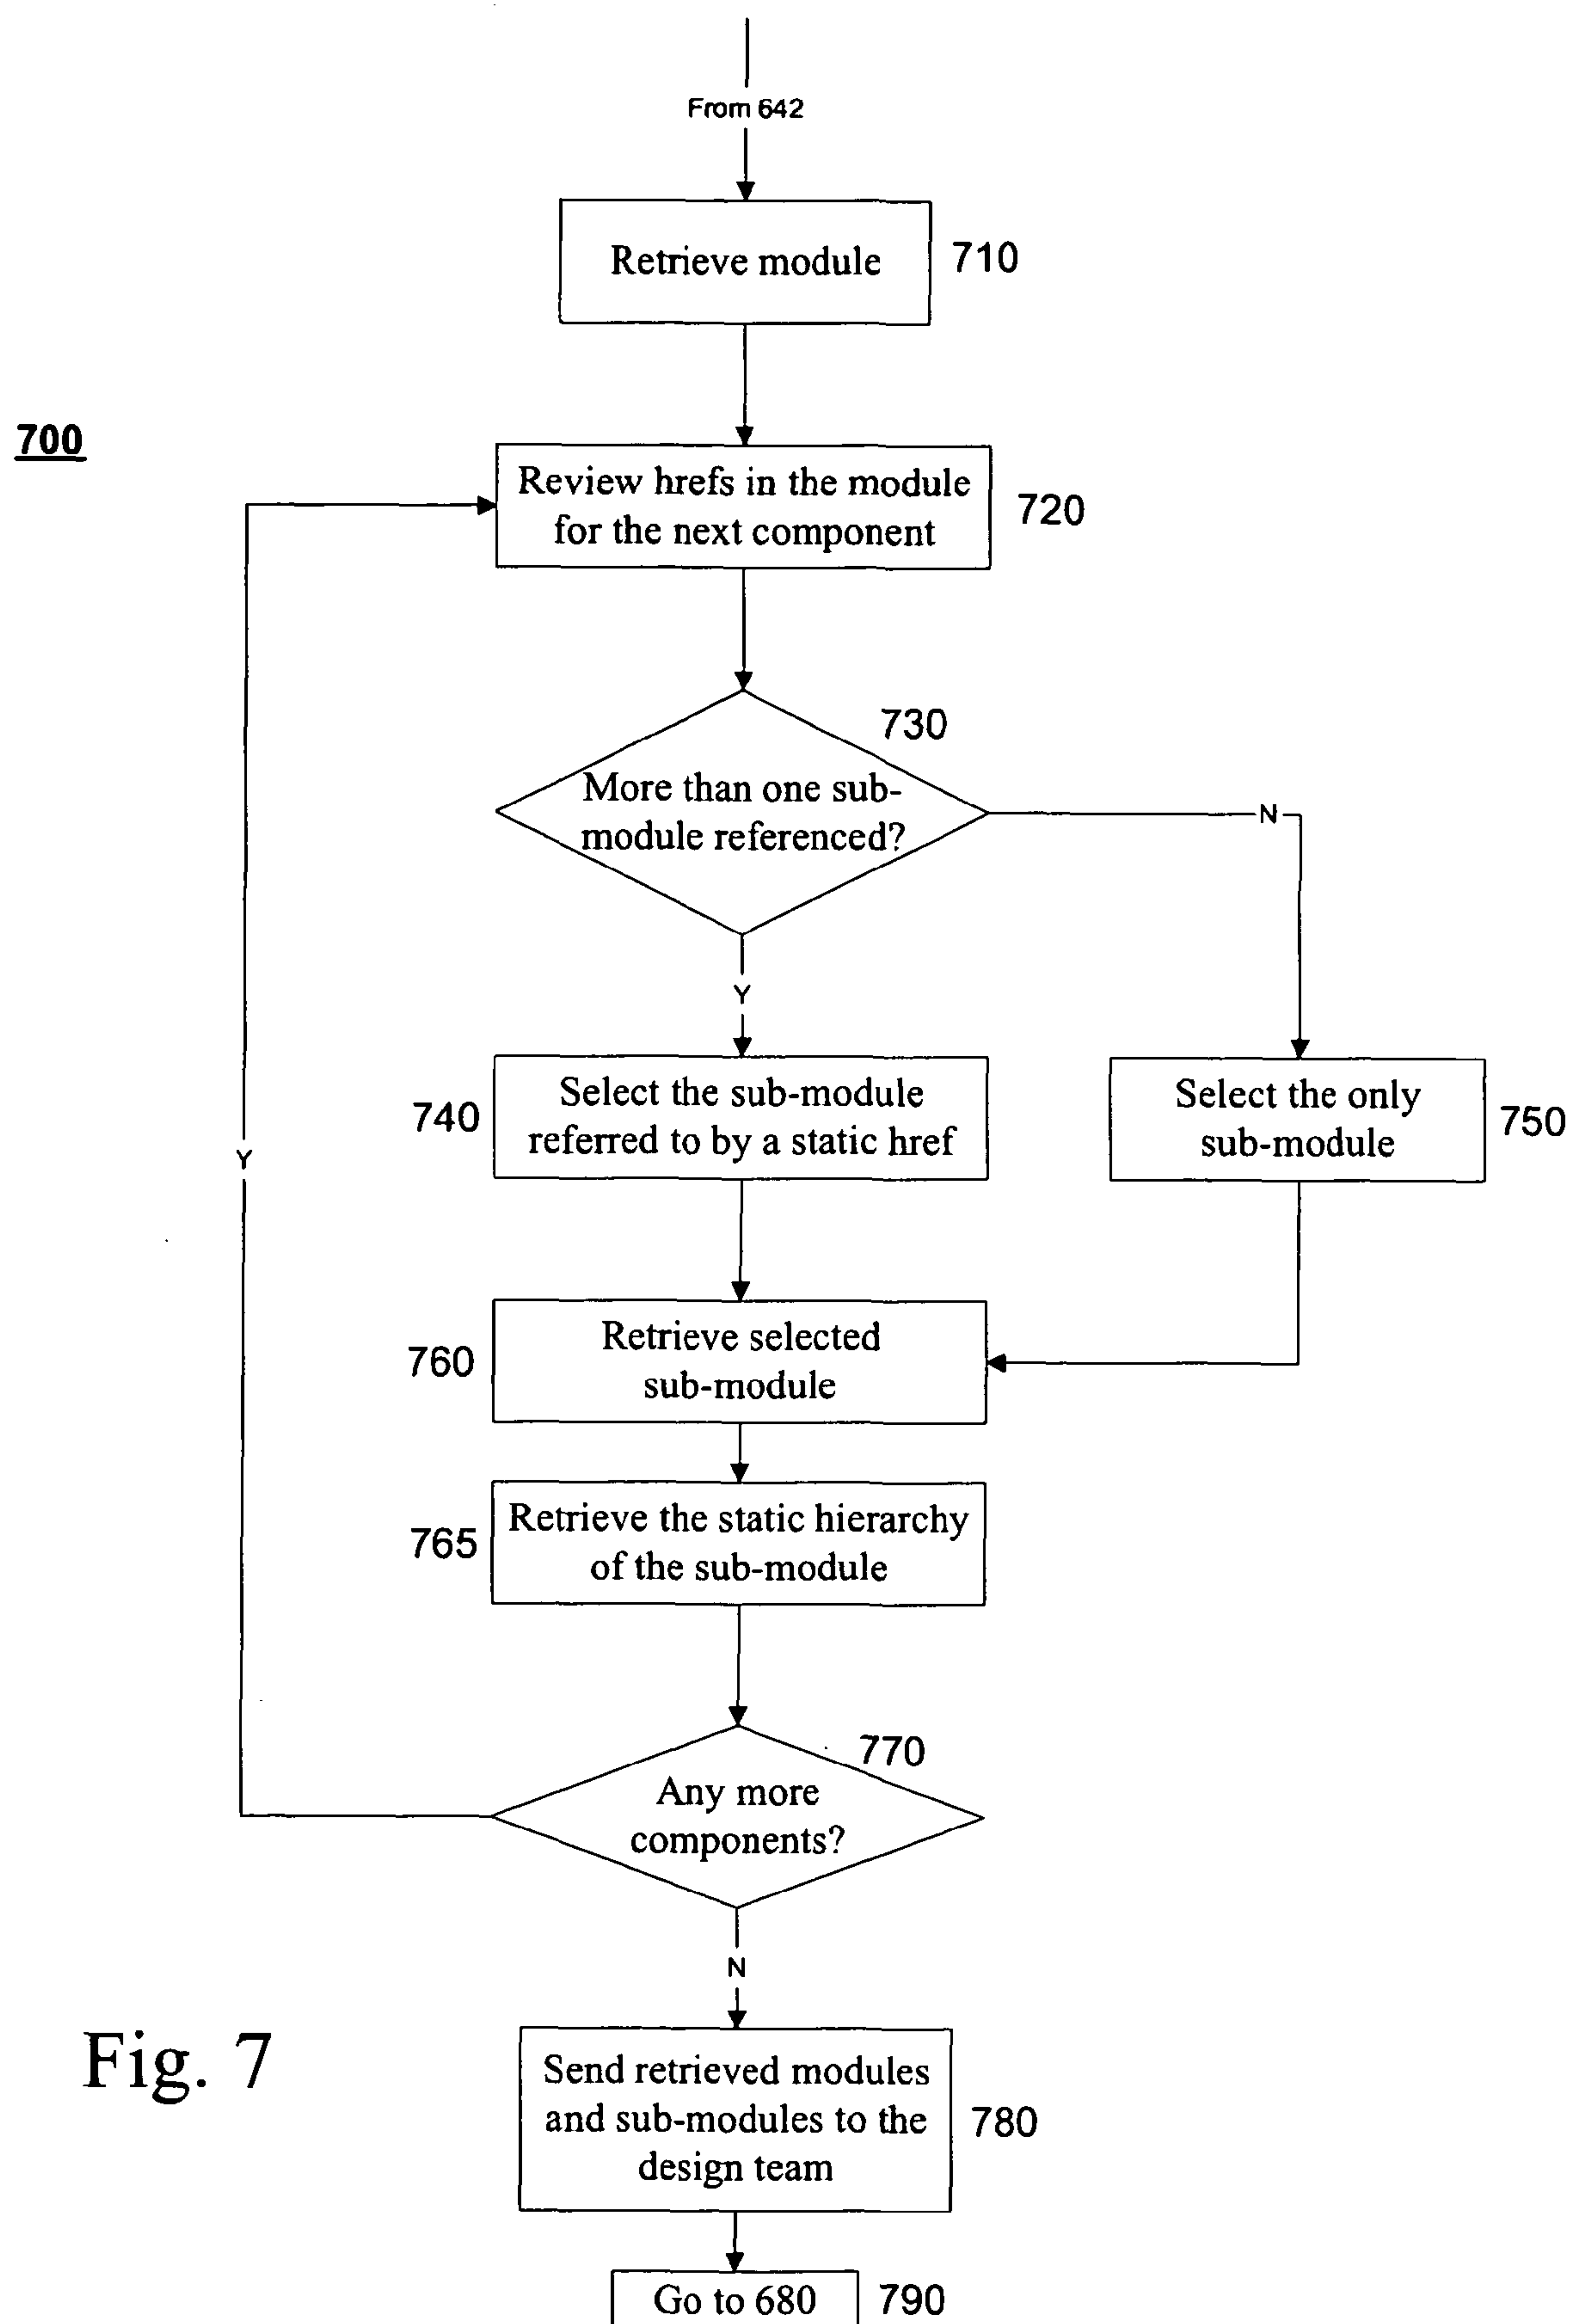 From 642
Retrieve module
710
700
Review hrefs in the module
for the next component
720
730
More than one sub-
module referenced?
N
Y
740
Select the sub-module
referred to by a static href
Select the only
sub-module
750
Y
760
Retrieve selected
sub-module
765
Retrieve the static hierarchy
of the sub-module
770
Any more
components?
N
Fig. 7
Send retrieved modules
and sub-modules to the
design team
780
Go to 680
790